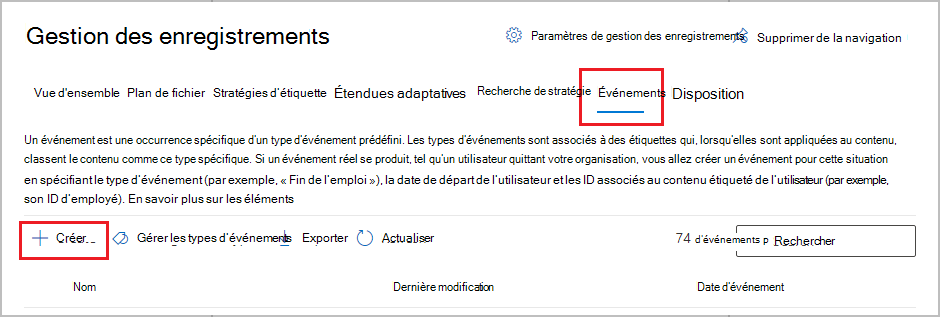 Gestion des enregistrements
Paramètres de gestion des enregistrements
Supprimer de la navigation
Vue d'ensemble Plan de fichier Stratégies d'étiquette Étendues adaptatives Recherche de stratégie Événements Disposition
Un événement est une occurrence spécifique d'un type d'événement prédéfini. Les types d'événements sont associés à des étiquettes qui, lorsqu'elles sont appliquées au contenu,
classent le contenu comme ce type spécifique. Si un événement réel se produit, tel qu'un utilisateur quittant votre organisation, vous allez créer un événement pour cette situation
en spécifiant le type d'événement (par exemple, « Fin de l'emploi »), la date de départ de l'utilisateur et les ID associés au contenu étiqueté de l'utilisateur (par exemple,
son ID d'employé). En savoir plus sur les éléments
Créer Gérer les types d'événements Exporter Actualiser 74 d'événements p Rechercher
Nom Dernière modification Date d'événement